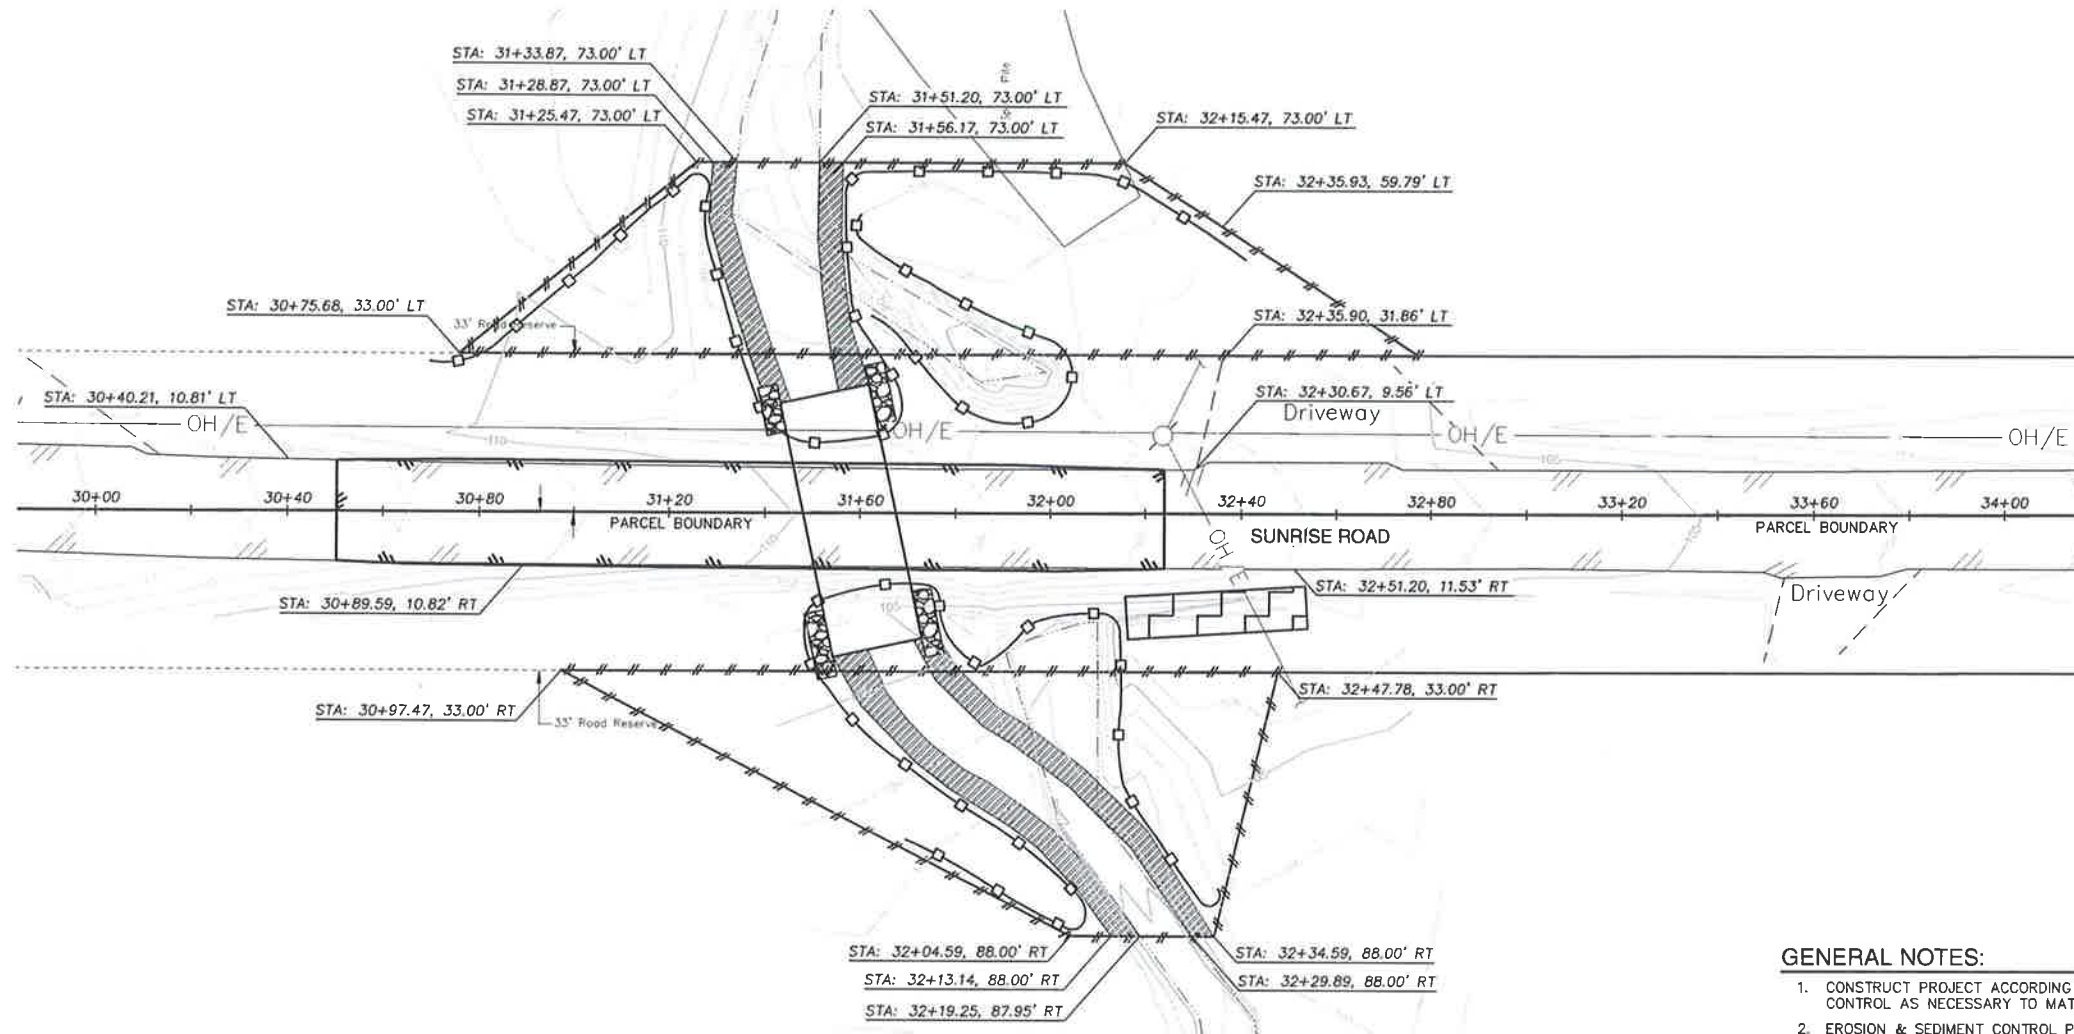 STA: 31+33.87, 73.00' LT
STA: 31+28.87, 73.00' LT
STA: 31+25.47, 73.00' LT
STA: 31+51.20, 73.00' LT
STA: 31+56.17, 73.00' LT
Pile
STA: 32+15.47, 73.00' LT
STA: 32+35.93, 59.79' LT
STA: 30+75.68, 33.00' LT
33' Road Reserve
STA: 32+35.90, 31.86' LT
STA: 30+40.21, 10.81' LT
STA: 32+30.67, 9.56' LT
Driveway
OH/E
OH/E
OH/E
OH/E
110
105
30+00
30+40
30+80
31+20
31+60
32+00
32+40
32+80
33+20
33+60
34+00
PARCEL BOUNDARY
SUNRISE ROAD
PARCEL BOUNDARY
OH E
110
105
STA: 30+89.59, 10.82' RT
105
STA: 32+51.20, 11.53' RT
Driveway
STA: 30+97.47, 33.00' RT
33' Road Reserve
STA: 32+47.78, 33.00' RT
STA: 32+04.59, 88.00' RT
STA: 32+13.14, 88.00' RT
STA: 32+19.25, 87.95' RT
STA: 32+34.59, 88.00' RT
STA: 32+29.89, 88.00' RT
GENERAL NOTES:
1. CONSTRUCT PROJECT ACCORDING
CONTROL AS NECESSARY TO MAT
2. EROSION & SEDIMENT CONTROL P